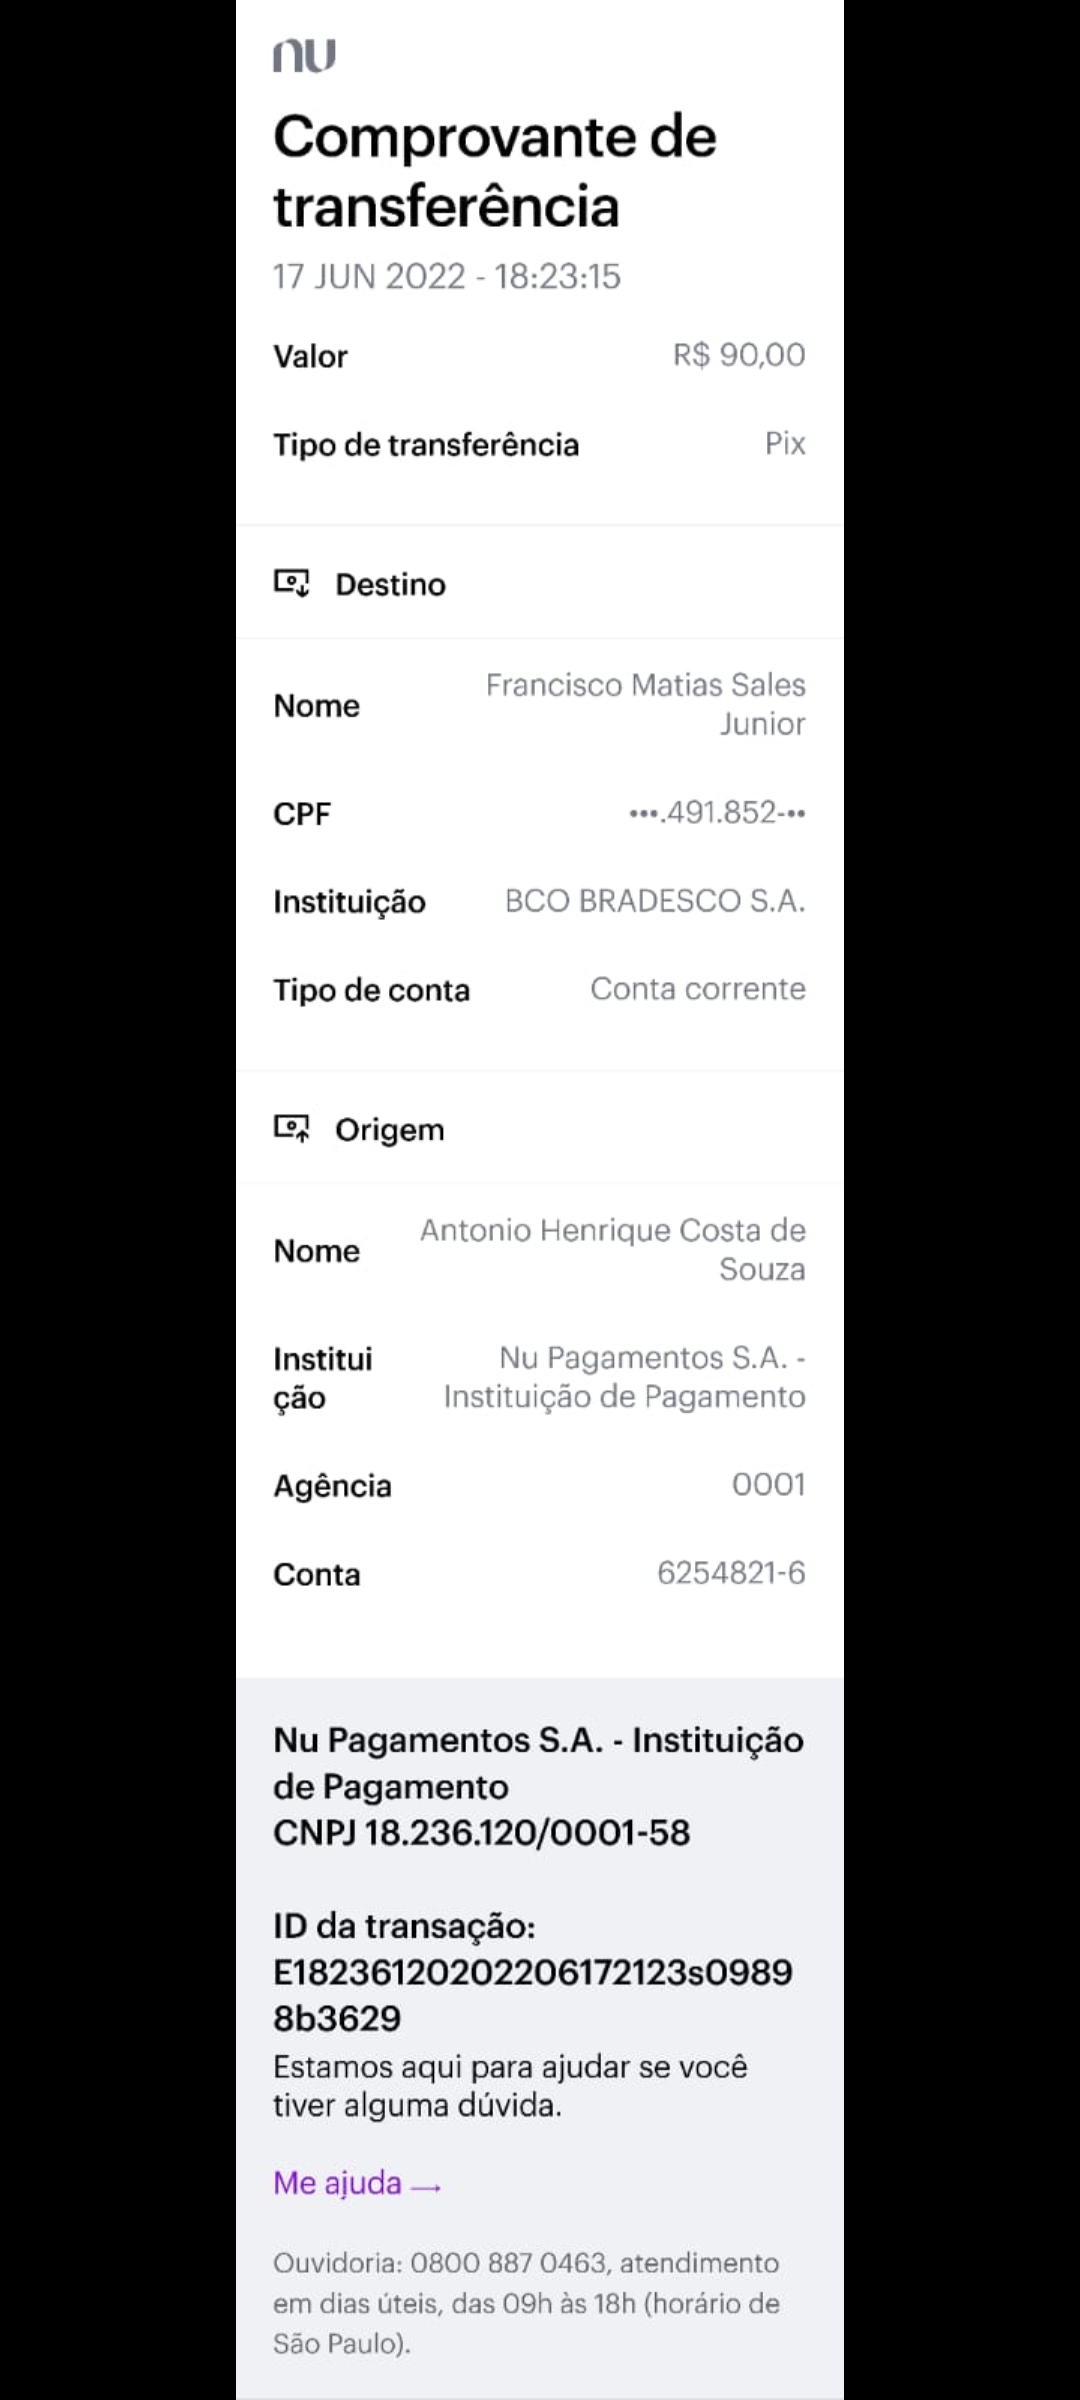 nu
Comprovante de
transferência
17 JUN 2022 - 18:23:15
Valor R$ 90,00
Tipo de transferência Pix
Destino
Nome Francisco Matias Sales
Junior
CPF •••.491.852-••
Instituição BCO BRADESCO S.A.
Tipo de conta Conta corrente
Origem
Nome Antonio Henrique Costa de
Souza
Institui Nu Pagamentos S.A. -
ção Instituição de Pagamento
Agência 0001
Conta 6254821-6
Nu Pagamentos S.A. - Instituição
de Pagamento
CNPJ 18.236.120/0001-58
ID da transação:
E18236120202206172123s0989
8b3629
Estamos aqui para ajudar se você
tiver alguma dúvida.
Me ajuda →
Ouvidoria: 0800 887 0463, atendimento
em dias úteis, das 09h às 18h (horário de
São Paulo).